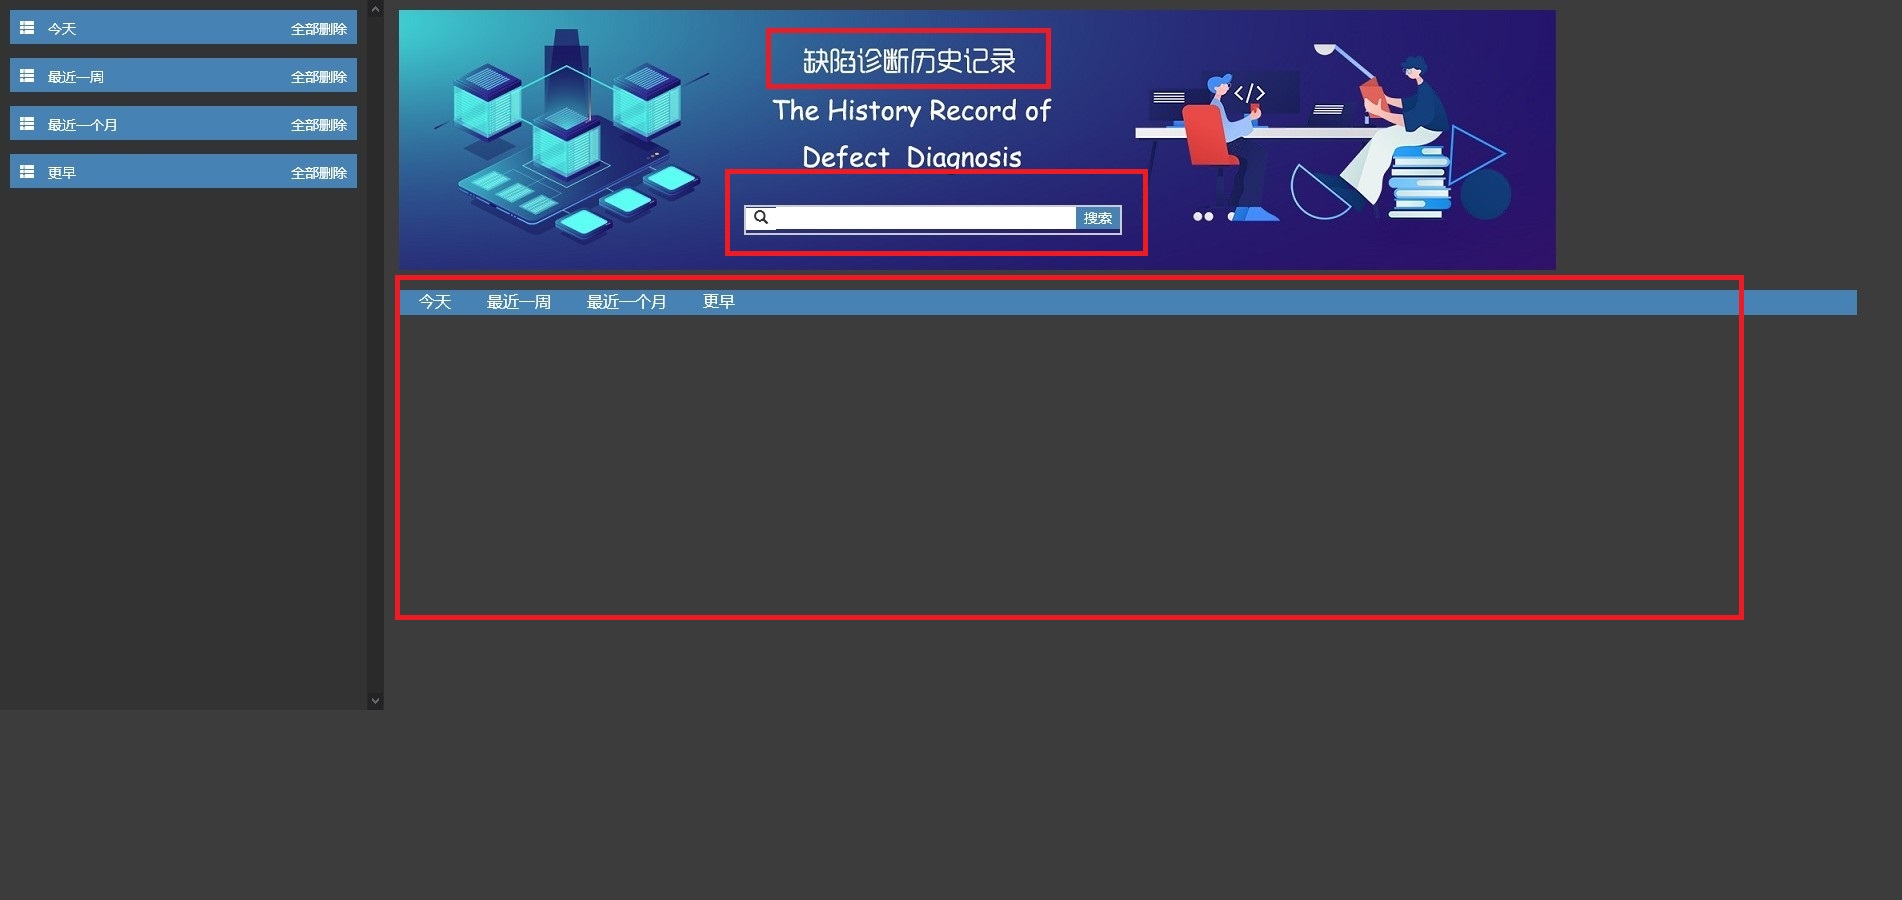 今天 全部删除
最近一周 全部删除
最近一个月 全部删除
更早 全部删除
缺陷诊断历史记录
The History Record of
Defect Diagnosis
</>
搜索
今天 最近一周 最近一个月 更早